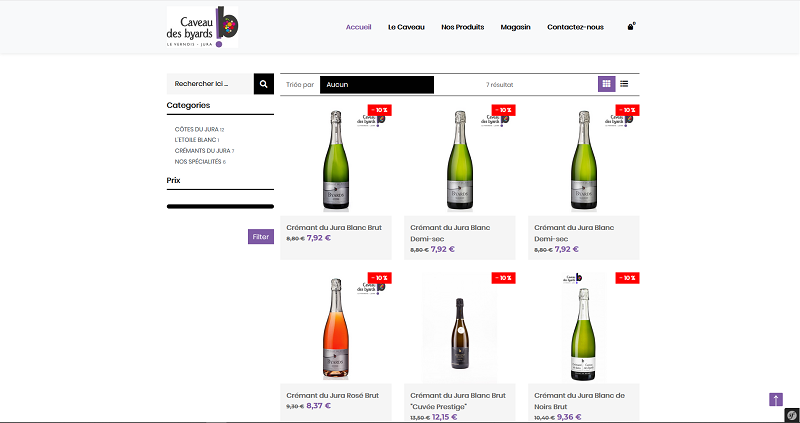 Caveau
des byards
LE VERNOIS - JURA
Accueil
Le Caveau
Nos Produits
Magasin
Contactez-nous
0
Rechercher Ici ...
Triée par
Aucun
7 résultat
Categories
CÔTES DU JURA 12
L'ETOILE BLANC 1
CRÉMANTS DU JURA 7
NOS SPÉCIALITÉS 6
Prix
Filter
- 10 %
Crémant du Jura Blanc Brut
8,80 € 7,92 €
- 10 %
Crémant du Jura Blanc
Demi-sec
8,80 € 7,92 €
- 10 %
Crémant du Jura Blanc
Demi-sec
8,80 € 7,92 €
- 10 %
Crémant du Jura Rosé Brut
9,30 € 8,37 €
- 10 %
Crémant du Jura Blanc Brut
"Cuvée Prestige"
13,50 € 12,15 €
Caveau
des byards
- 10 %
Crémant du Jura Blanc de
Noirs Brut
10,40 € 9,36 €